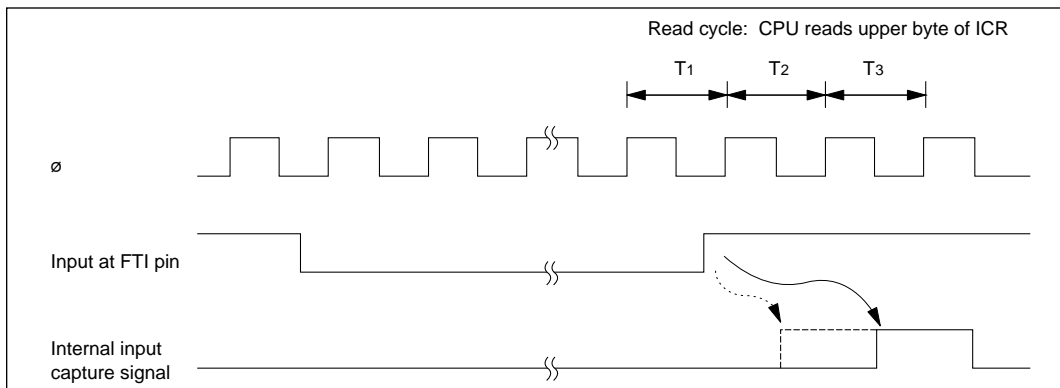 Read cycle: CPU reads upper byte of ICR
T1 T2 T3
ø
Input at FTI pin
Internal input
capture signal